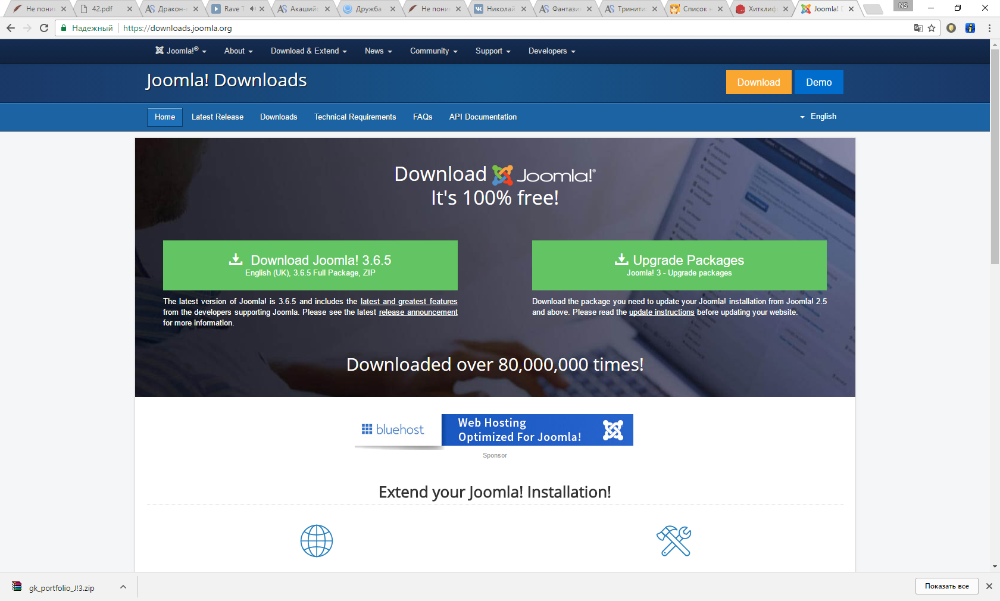 Не поним
42.pdf
Дракон-
Rave T
Акашийс
Дружба
Не поним
Николай
Фантази
Тринити
Список н
Хитклиф
Joomla! D
NS
Надежный
https://downloads.joomla.org
Joomla!®
About
Download & Extend
News
Community
Support
Developers
Joomla! Downloads
Download
Demo
Home
Latest Release
Downloads
Technical Requirements
FAQs
API Documentation
English
Download Joomla!®
It's 100% free!
Download Joomla! 3.6.5
English (UK), 3.6.5 Full Package, ZIP
The latest version of Joomla! is 3.6.5 and includes the latest and greatest features
from the developers supporting Joomla. Please see the latest release announcement
for more information.
Upgrade Packages
Joomla! 3 - Upgrade packages
Download the package you need to update your Joomla! installation from Joomla! 2.5
and above. Please read the update instructions before updating your website.
Downloaded over 80,000,000 times!
bluehost
Web Hosting
Optimized For Joomla!
Sponsor
Extend your Joomla! Installation!
gk_portfolio_J!3.zip
Показать все